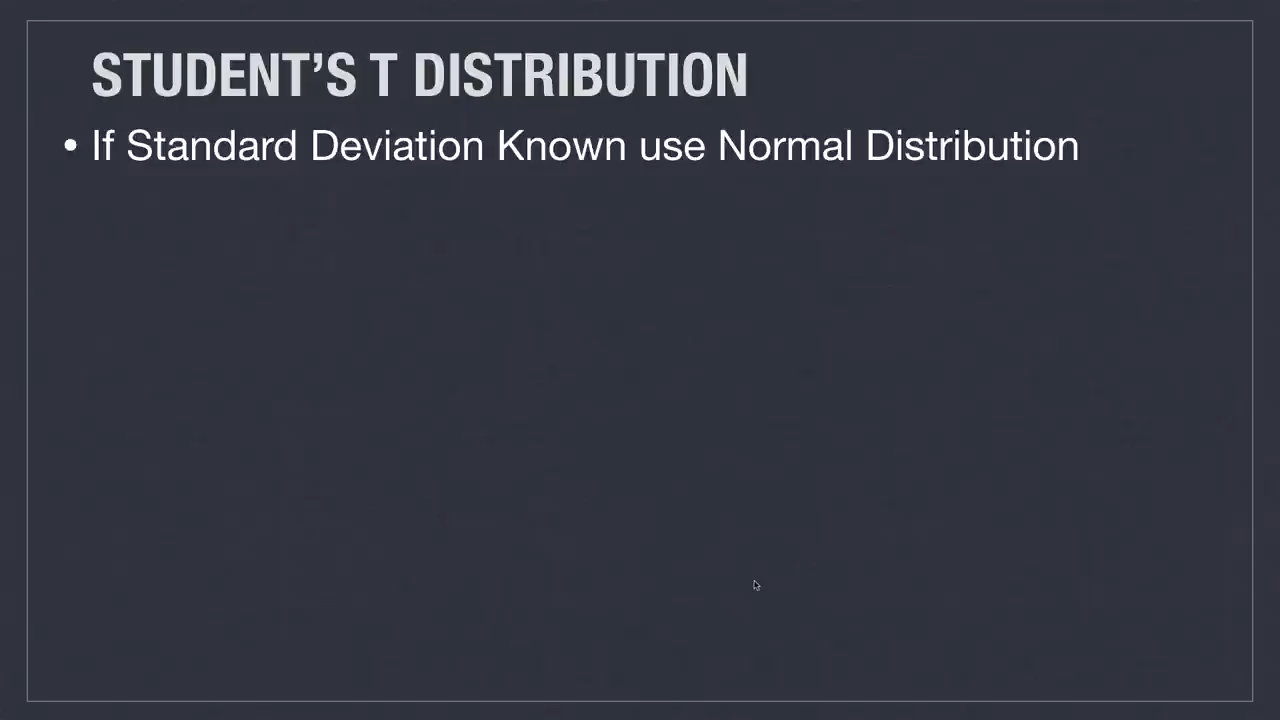 STUDENT’S T DISTRIBUTION
• If Standard Deviation Known use Normal Distribution